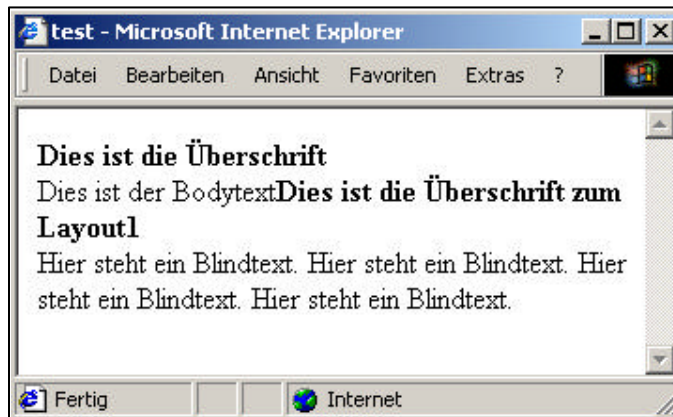 test - Microsoft Internet Explorer
Datei Bearbeiten Ansicht Favoriten Extras ?
Dies ist die Überschrift
Dies ist der BodytextDies ist die Überschrift zum
Layout1
Hier steht ein Blindtext. Hier steht ein Blindtext. Hier
steht ein Blindtext. Hier steht ein Blindtext.
Fertig Internet